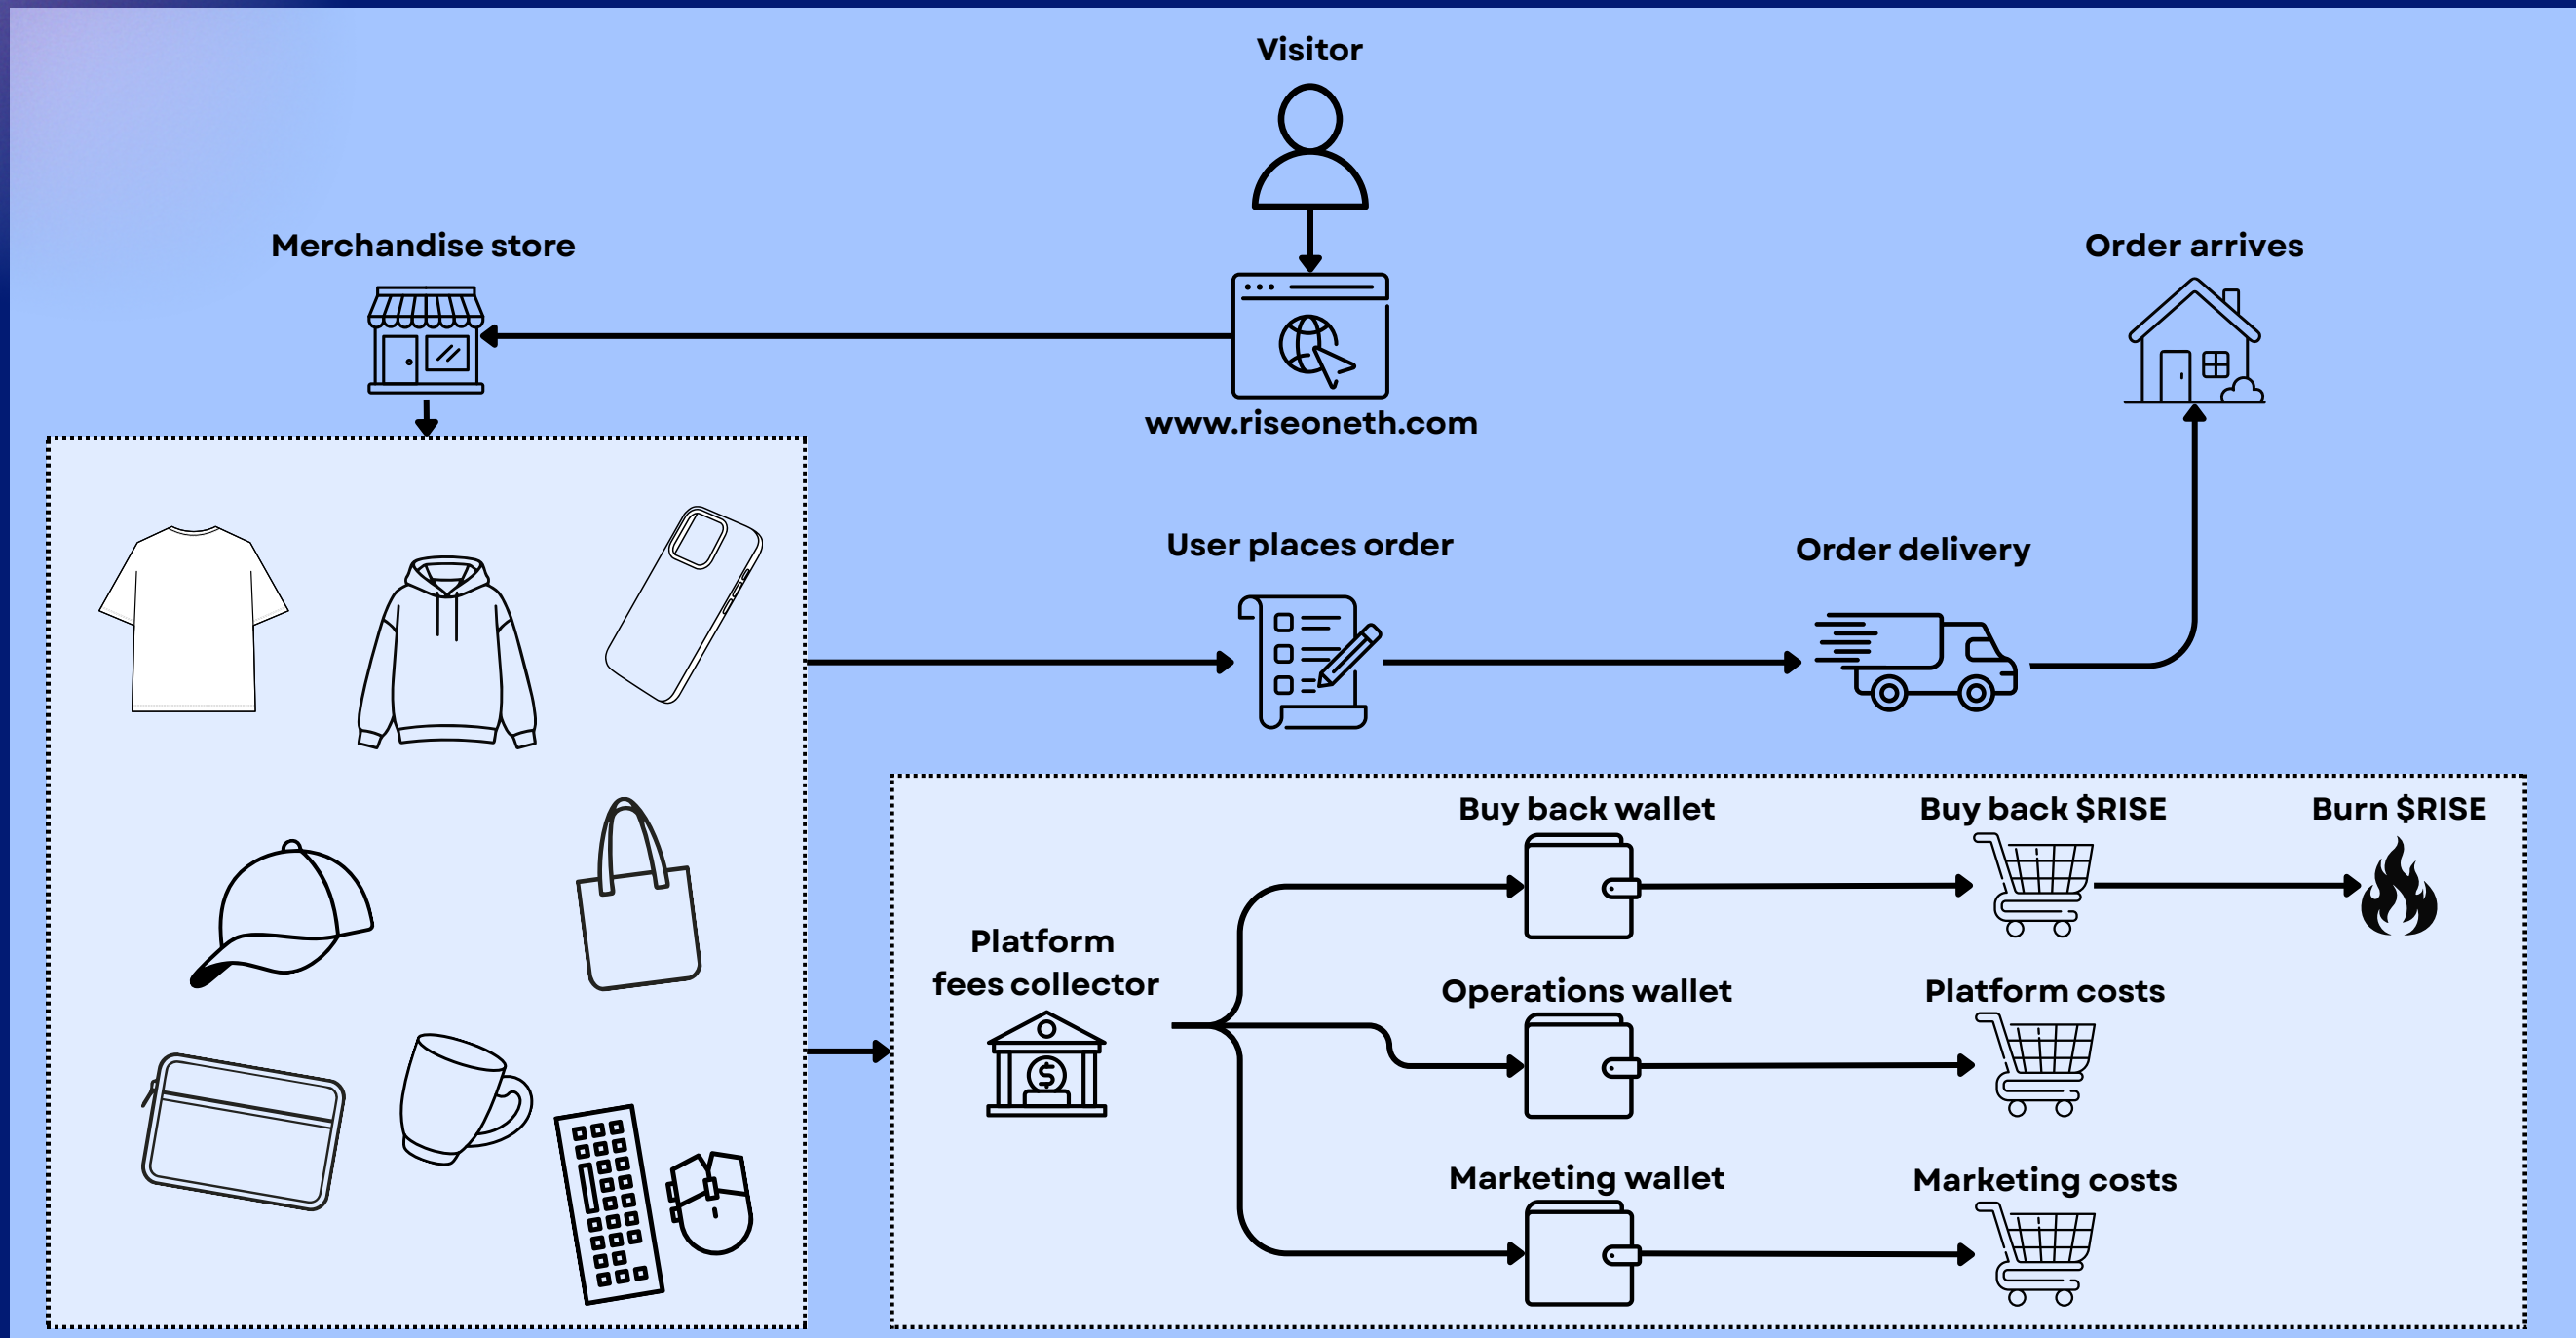 Visitor
Merchandise store
Order arrives
www.riseoneth.com
User places order
Order delivery
Buy back wallet
Buy back $RISE
Burn $RISE
Platform
fees collector
Operations wallet
Platform costs
Marketing wallet
Marketing costs